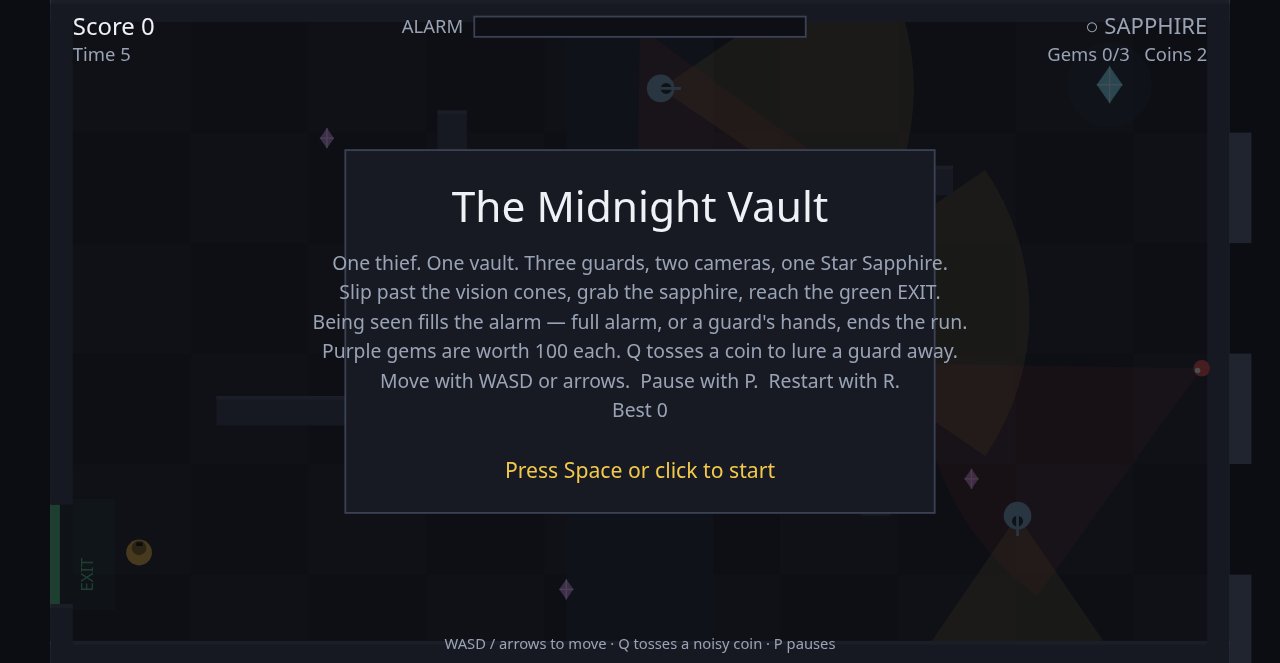 Score 0
ALARM
○ SAPPHIRE
Time 5
Gems 0/3 Coins 2
The Midnight Vault
One thief. One vault. Three guards, two cameras, one Star Sapphire.
Slip past the vision cones, grab the sapphire, reach the green EXIT.
Being seen fills the alarm — full alarm, or a guard's hands, ends the run.
Purple gems are worth 100 each. Q tosses a coin to lure a guard away.
Move with WASD or arrows. Pause with P. Restart with R.
Best 0
Press Space or click to start
EXIT
WASD / arrows to move · Q tosses a noisy coin · P pauses